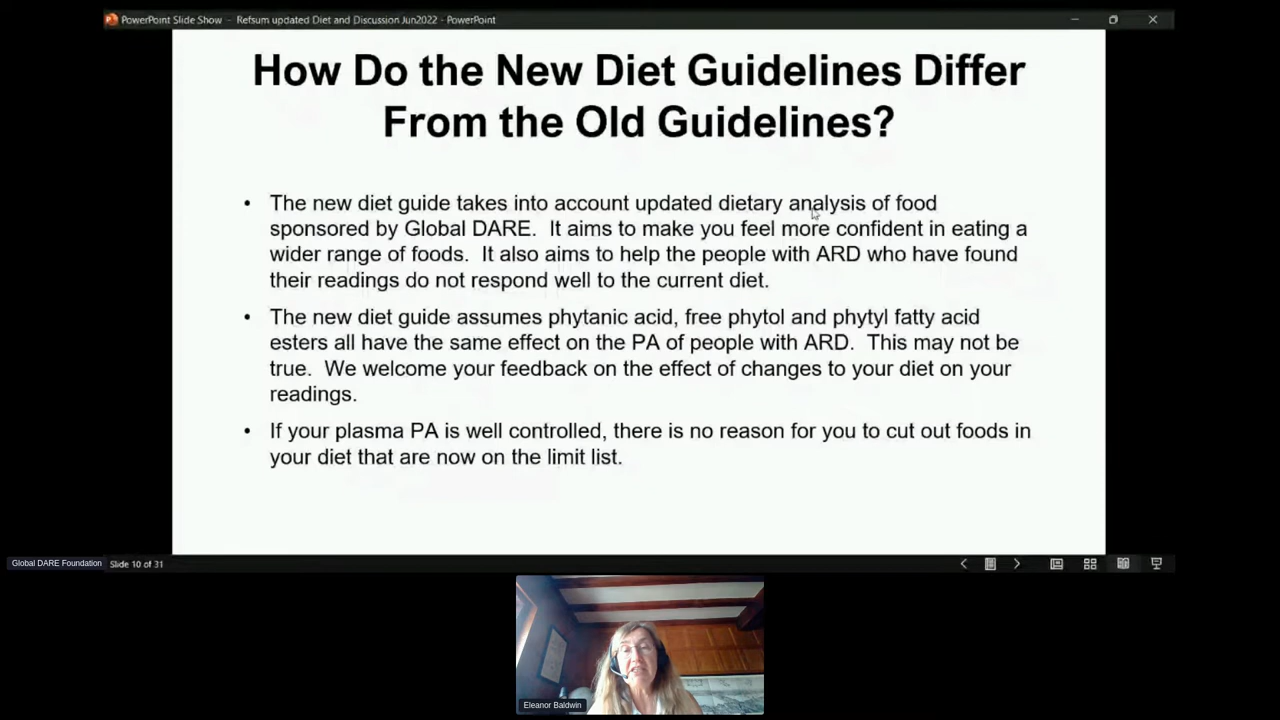 PowerPoint Slide Show - Refsum updated Diet and Discussion Jun2022 - PowerPoint
How Do the New Diet Guidelines Differ
From the Old Guidelines?
• The new diet guide takes into account updated dietary analysis of food
sponsored by Global DARE. It aims to make you feel more confident in eating a
wider range of foods. It also aims to help the people with ARD who have found
their readings do not respond well to the current diet.
• The new diet guide assumes phytanic acid, free phytol and phytyl fatty acid
esters all have the same effect on the PA of people with ARD. This may not be
true. We welcome your feedback on the effect of changes to your diet on your
readings.
• If your plasma PA is well controlled, there is no reason for you to cut out foods in
your diet that are now on the limit list.
Global DARE Foundation
Slide 10 of 31
Eleanor Baldwin